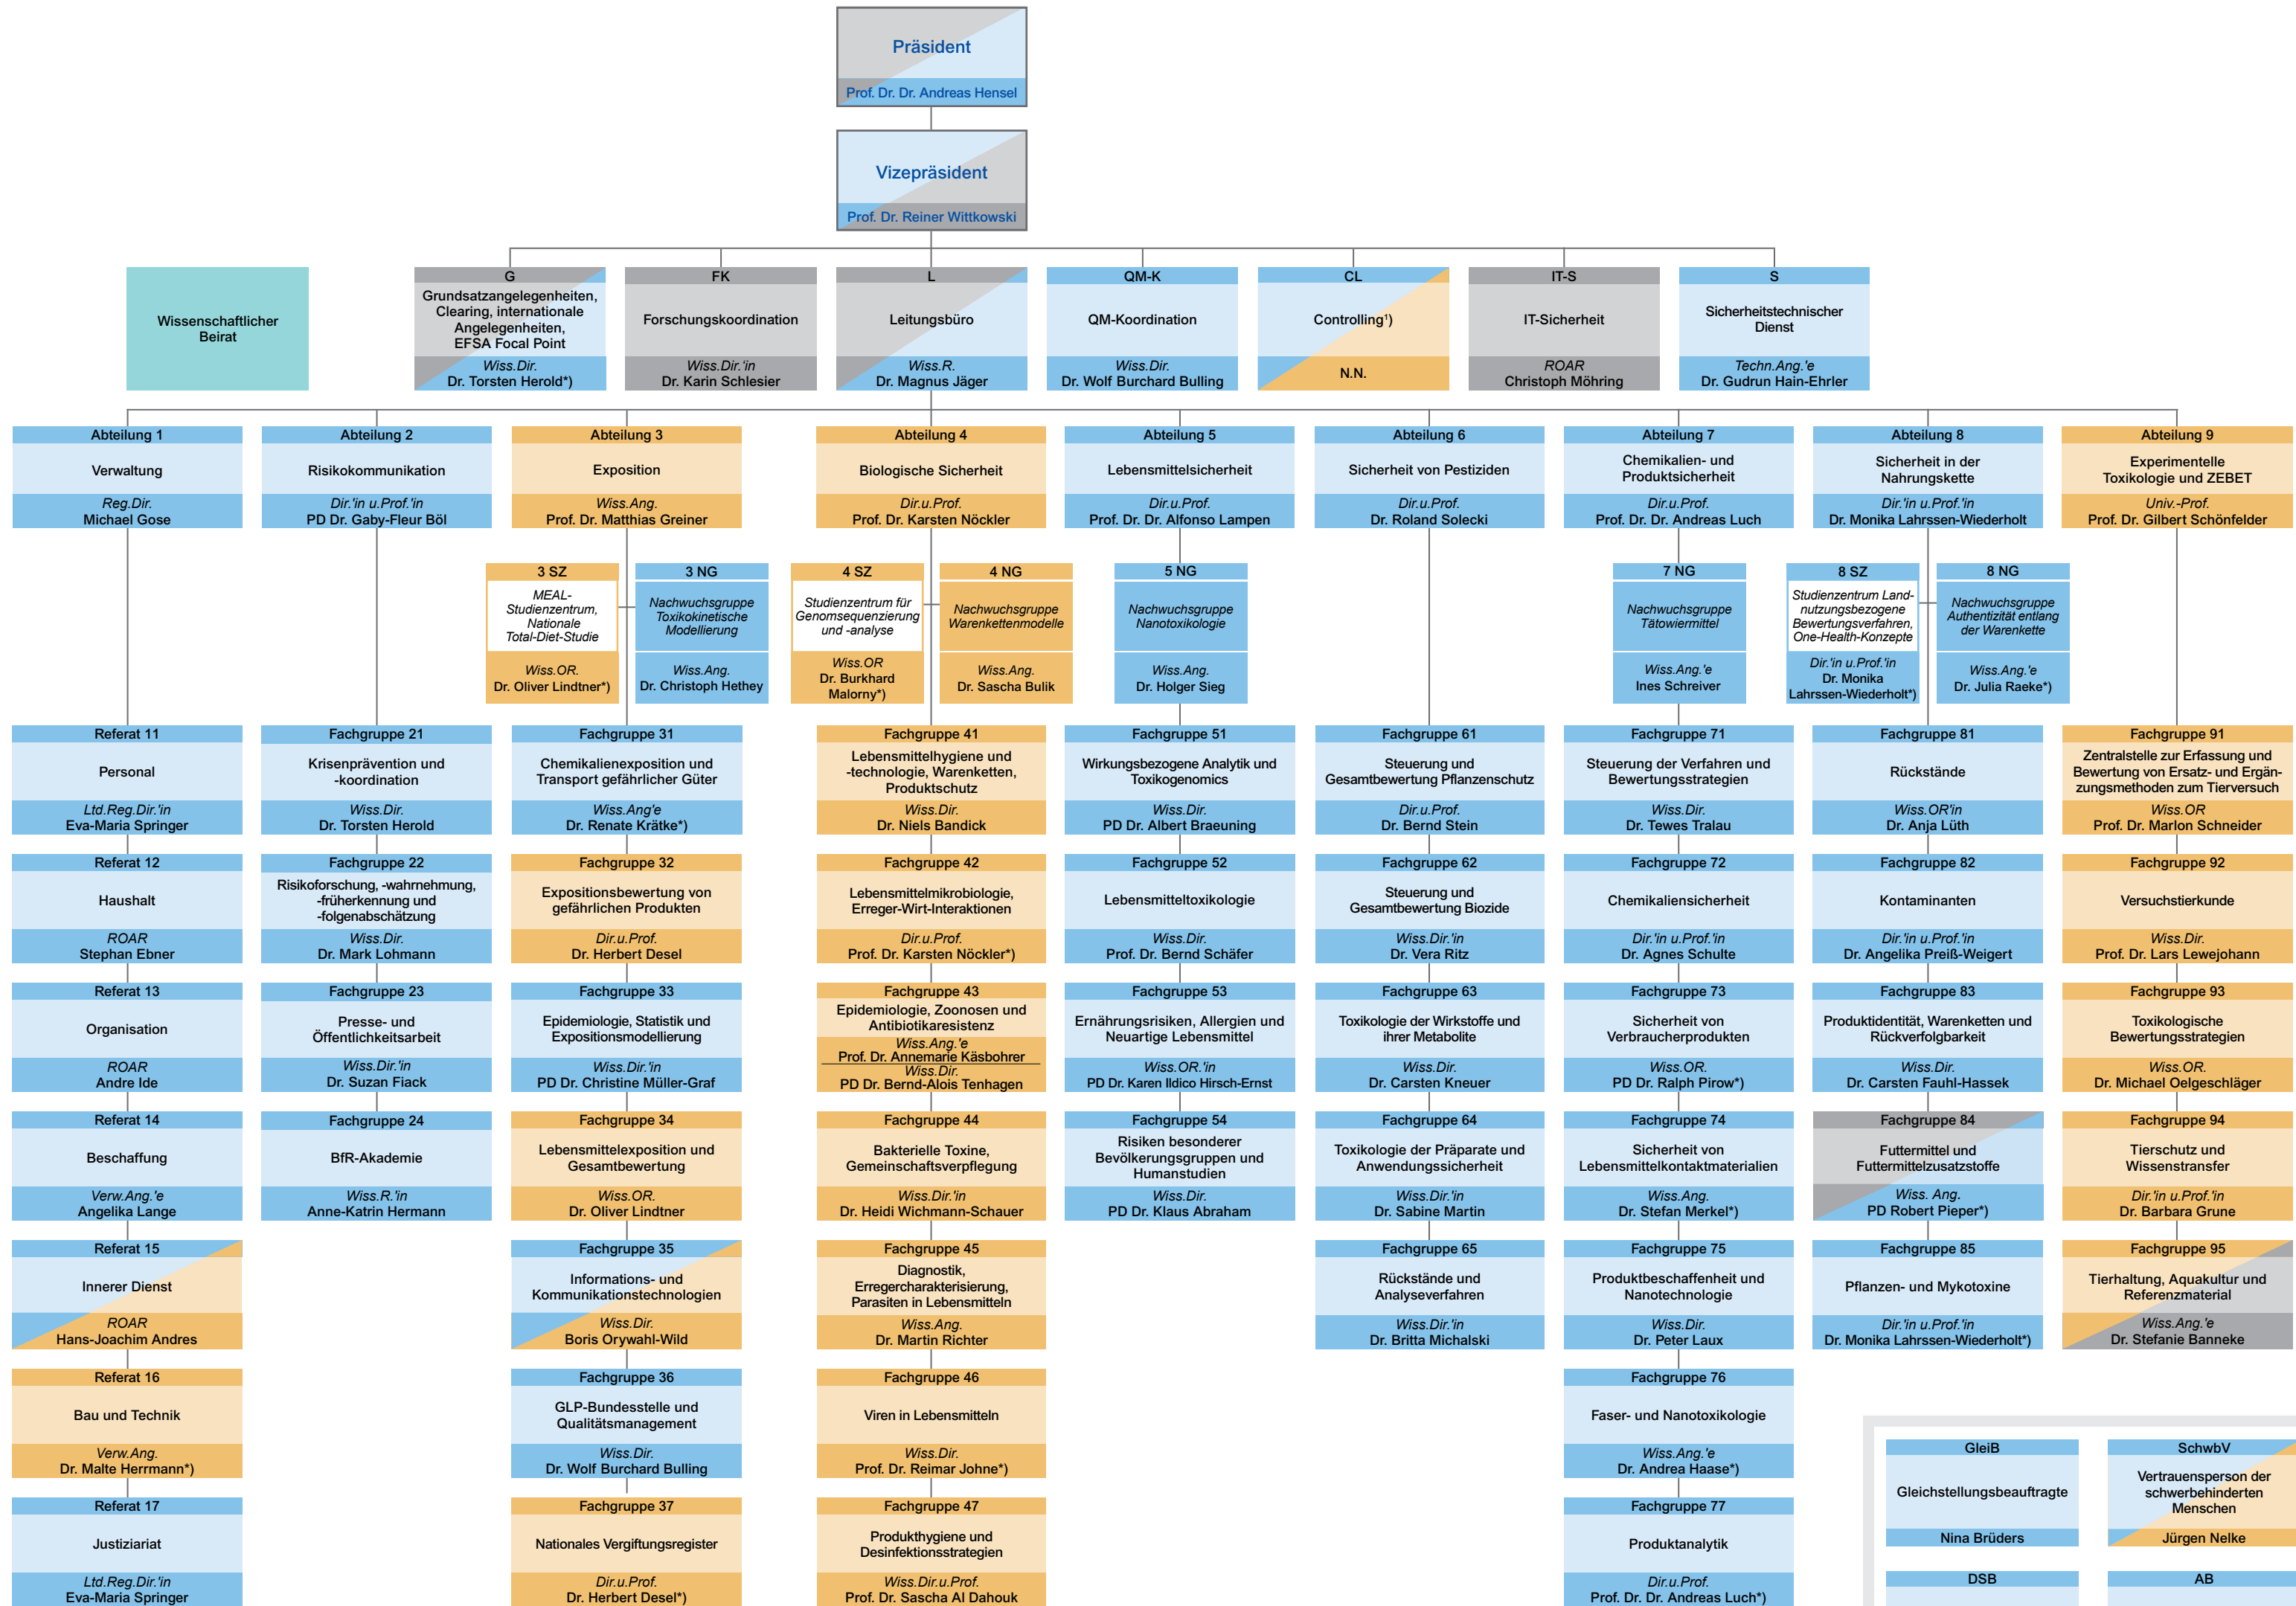 Präsident
Prof. Dr. Dr. Andreas Hensel
Vizepräsident
Prof. Dr. Reiner Wittkowski
Wissenschaftlicher
Beirat
G
Grundsatzangelegenheiten,
Clearing, internationale
Angelegenheiten,
EFSA Focal Point
Wiss.Dir.
Dr. Torsten Herold*)
FK
Forschungskoordination
Wiss.Dir.'in
Dr. Karin Schlesier
L
Leitungsbüro
Wiss.R.
Dr. Magnus Jäger
QM-K
QM-Koordination
Wiss.Dir.
Dr. Wolf Burchard Bulling
CL
Controlling¹)
N.N.
IT-S
IT-Sicherheit
ROAR
Christoph Möhring
S
Sicherheitstechnischer
Dienst
Techn.Ang.'e
Dr. Gudrun Hain-Ehrler
Abteilung 1
Verwaltung
Reg.Dir.
Michael Gose
Abteilung 2
Risikokommunikation
Dir.'in u.Prof.'in
PD Dr. Gaby-Fleur Böl
Abteilung 3
Exposition
Wiss.Ang.
Prof. Dr. Matthias Greiner
Abteilung 4
Biologische Sicherheit
Dir.u.Prof.
Prof. Dr. Karsten Nöckler
Abteilung 5
Lebensmittelsicherheit
Dir.u.Prof.
Prof. Dr. Dr. Alfonso Lampen
Abteilung 6
Sicherheit von Pestiziden
Dir.u.Prof.
Dr. Roland Solecki
Abteilung 7
Chemikalien- und
Produktsicherheit
Dir.u.Prof.
Prof. Dr. Dr. Andreas Luch
Abteilung 8
Sicherheit in der
Nahrungskette
Dir.'in u.Prof.'in
Dr. Monika Lahrssen-Wiederholt
Abteilung 9
Experimentelle
Toxikologie und ZEBET
Univ.-Prof.
Prof. Dr. Gilbert Schönfelder
3 SZ
MEAL-
Studienzentrum,
Nationale
Total-Diet-Studie
Wiss.OR.
Dr. Oliver Lindtner*)
3 NG
Nachwuchsgruppe
Toxikokinetische
Modellierung
Wiss.Ang.
Dr. Christoph Hethey
4 SZ
Studienzentrum für
Genomsequenzierung
und -analyse
Wiss.OR
Dr. Burkhard
Malorny*)
4 NG
Nachwuchsgruppe
Warenkettenmodelle
Wiss.Ang.
Dr. Sascha Bulik
5 NG
Nachwuchsgruppe
Nanotoxikologie
Wiss.Ang.
Dr. Holger Sieg
7 NG
Nachwuchsgruppe
Tätowiermittel
Wiss.Ang.'e
Ines Schreiver
8 SZ
Studienzentrum Land-
nutzungsbezogene
Bewertungsverfahren,
One-Health-Konzepte
Dir.'in u.Prof.'in
Dr. Monika
Lahrssen-Wiederholt*)
8 NG
Nachwuchsgruppe
Authentizität entlang
der Warenkette
Wiss.Ang.'e
Dr. Julia Raeke*)
Referat 11
Personal
Ltd.Reg.Dir.'in
Eva-Maria Springer
Fachgruppe 21
Krisenprävention und
-koordination
Wiss.Dir.
Dr. Torsten Herold
Fachgruppe 31
Chemikalienexposition und
Transport gefährlicher Güter
Wiss.Ang'e
Dr. Renate Krätke*)
Fachgruppe 41
Lebensmittelhygiene und
-technologie, Warenketten,
Produktschutz
Wiss.Dir.
Dr. Niels Bandick
Fachgruppe 51
Wirkungsbezogene Analytik und
Toxikogenomics
Wiss.Dir.
PD Dr. Albert Braeuning
Fachgruppe 61
Steuerung und
Gesamtbewertung Pflanzenschutz
Dir.u.Prof.
Dr. Bernd Stein
Fachgruppe 71
Steuerung der Verfahren und
Bewertungsstrategien
Wiss.Dir.
Dr. Tewes Tralau
Fachgruppe 81
Rückstände
Wiss.OR'in
Dr. Anja Lüth
Fachgruppe 91
Zentralstelle zur Erfassung und
Bewertung von Ersatz- und Ergän-
zungsmethoden zum Tierversuch
Wiss.OR
Prof. Dr. Marlon Schneider
Referat 12
Haushalt
ROAR
Stephan Ebner
Fachgruppe 22
Risikoforschung, -wahrnehmung,
-früherkennung und
-folgenabschätzung
Wiss.Dir.
Dr. Mark Lohmann
Fachgruppe 32
Expositionsbewertung von
gefährlichen Produkten
Dir.u.Prof.
Dr. Herbert Desel
Fachgruppe 42
Lebensmittelmikrobiologie,
Erreger-Wirt-Interaktionen
Dir.u.Prof.
Prof. Dr. Karsten Nöckler*)
Fachgruppe 52
Lebensmitteltoxikologie
Wiss.Dir.
Prof. Dr. Bernd Schäfer
Fachgruppe 62
Steuerung und
Gesamtbewertung Biozide
Wiss.Dir.'in
Dr. Vera Ritz
Fachgruppe 72
Chemikaliensicherheit
Dir.'in u.Prof.'in
Dr. Agnes Schulte
Fachgruppe 82
Kontaminanten
Dir.'in u.Prof.'in
Dr. Angelika Preiß-Weigert
Fachgruppe 92
Versuchstierkunde
Wiss.Dir.
Prof. Dr. Lars Lewejohann
Referat 13
Organisation
ROAR
Andre Ide
Fachgruppe 23
Presse- und
Öffentlichkeitsarbeit
Wiss.Dir.'in
Dr. Suzan Fiack
Fachgruppe 33
Epidemiologie, Statistik und
Expositionsmodellierung
Wiss.Dir.'in
PD Dr. Christine Müller-Graf
Fachgruppe 43
Epidemiologie, Zoonosen und
Antibiotikaresistenz
Wiss.Ang.'e
Prof. Dr. Annemarie Käsbohrer
Wiss.Dir.
PD Dr. Bernd-Alois Tenhagen
Fachgruppe 53
Ernährungsrisiken, Allergien und
Neuartige Lebensmittel
Wiss.OR.'in
PD Dr. Karen Ildico Hirsch-Ernst
Fachgruppe 63
Toxikologie der Wirkstoffe und
ihrer Metabolite
Wiss.Dir.
Dr. Carsten Kneuer
Fachgruppe 73
Sicherheit von
Verbraucherprodukten
Wiss.OR.
PD Dr. Ralph Pirow*)
Fachgruppe 83
Produktidentität, Warenketten und
Rückverfolgbarkeit
Wiss.Dir.
Dr. Carsten Fauhl-Hassek
Fachgruppe 93
Toxikologische
Bewertungsstrategien
Wiss.OR.
Dr. Michael Oelgeschläger
Referat 14
Beschaffung
Verw.Ang.'e
Angelika Lange
Fachgruppe 24
BfR-Akademie
Wiss.R.'in
Anne-Katrin Hermann
Fachgruppe 34
Lebensmittelexposition und
Gesamtbewertung
Wiss.OR.
Dr. Oliver Lindtner
Fachgruppe 44
Bakterielle Toxine,
Gemeinschaftsverpflegung
Wiss.Dir.'in
Dr. Heidi Wichmann-Schauer
Fachgruppe 54
Risiken besonderer
Bevölkerungsgruppen und
Humanstudien
Wiss.Dir.
PD Dr. Klaus Abraham
Fachgruppe 64
Toxikologie der Präparate und
Anwendungssicherheit
Wiss.Dir.'in
Dr. Sabine Martin
Fachgruppe 74
Sicherheit von
Lebensmittelkontaktmaterialien
Wiss.Ang.
Dr. Stefan Merkel*)
Fachgruppe 84
Futtermittel und
Futtermittelzusatzstoffe
Wiss. Ang.
PD Robert Pieper*)
Fachgruppe 94
Tierschutz und
Wissenstransfer
Dir.'in u.Prof.'in
Dr. Barbara Grune
Referat 15
Innerer Dienst
ROAR
Hans-Joachim Andres
Fachgruppe 35
Informations- und
Kommunikationstechnologien
Wiss.Dir.
Boris Orywahl-Wild
Fachgruppe 45
Diagnostik,
Erregercharakterisierung,
Parasiten in Lebensmitteln
Wiss.Ang.
Dr. Martin Richter
Fachgruppe 65
Rückstände und
Analyseverfahren
Wiss.Dir.'in
Dr. Britta Michalski
Fachgruppe 75
Produktbeschaffenheit und
Nanotechnologie
Wiss.Dir.
Dr. Peter Laux
Fachgruppe 85
Pflanzen- und Mykotoxine
Dir.'in u.Prof.'in
Dr. Monika Lahrssen-Wiederholt*)
Fachgruppe 95
Tierhaltung, Aquakultur und
Referenzmaterial
Wiss.Ang.'e
Dr. Stefanie Banneke
Referat 16
Bau und Technik
Verw.Ang.
Dr. Malte Herrmann*)
Fachgruppe 36
GLP-Bundesstelle und
Qualitätsmanagement
Wiss.Dir.
Dr. Wolf Burchard Bulling
Fachgruppe 46
Viren in Lebensmitteln
Wiss.Dir.
Prof. Dr. Reimar Johne*)
Fachgruppe 76
Faser- und Nanotoxikologie
Wiss.Ang.'e
Dr. Andrea Haase*)
Referat 17
Justiziariat
Ltd.Reg.Dir.'in
Eva-Maria Springer
Fachgruppe 37
Nationales Vergiftungsregister
Dir.u.Prof.
Dr. Herbert Desel*)
Fachgruppe 47
Produkthygiene und
Desinfektionsstrategien
Wiss.Dir.u.Prof.
Prof. Dr. Sascha Al Dahouk
Fachgruppe 77
Produktanalytik
Dir.u.Prof.
Prof. Dr. Dr. Andreas Luch*)
GleiB
Gleichstellungsbeauftragte
Nina Brüders
SchwbV
Vertrauensperson der
schwerbehinderten
Menschen
Jürgen Nelke
DSB
AB